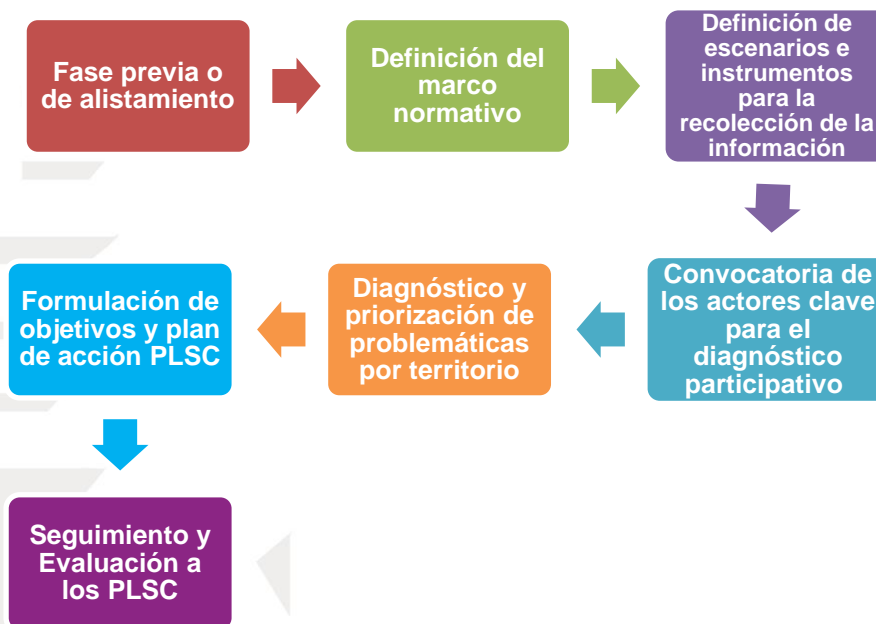 Fase previa o
de alistamiento
Definición del
marco
normativo
Definición de
escenarios e
instrumentos
para la
recolección de la
información
Convocatoria de
los actores clave
para el
diagnóstico
participativo
Diagnóstico y
priorización de
problemáticas
por territorio
Formulación de
objetivos y plan
de acción PLSC
Seguimiento y
Evaluación a
los PLSC